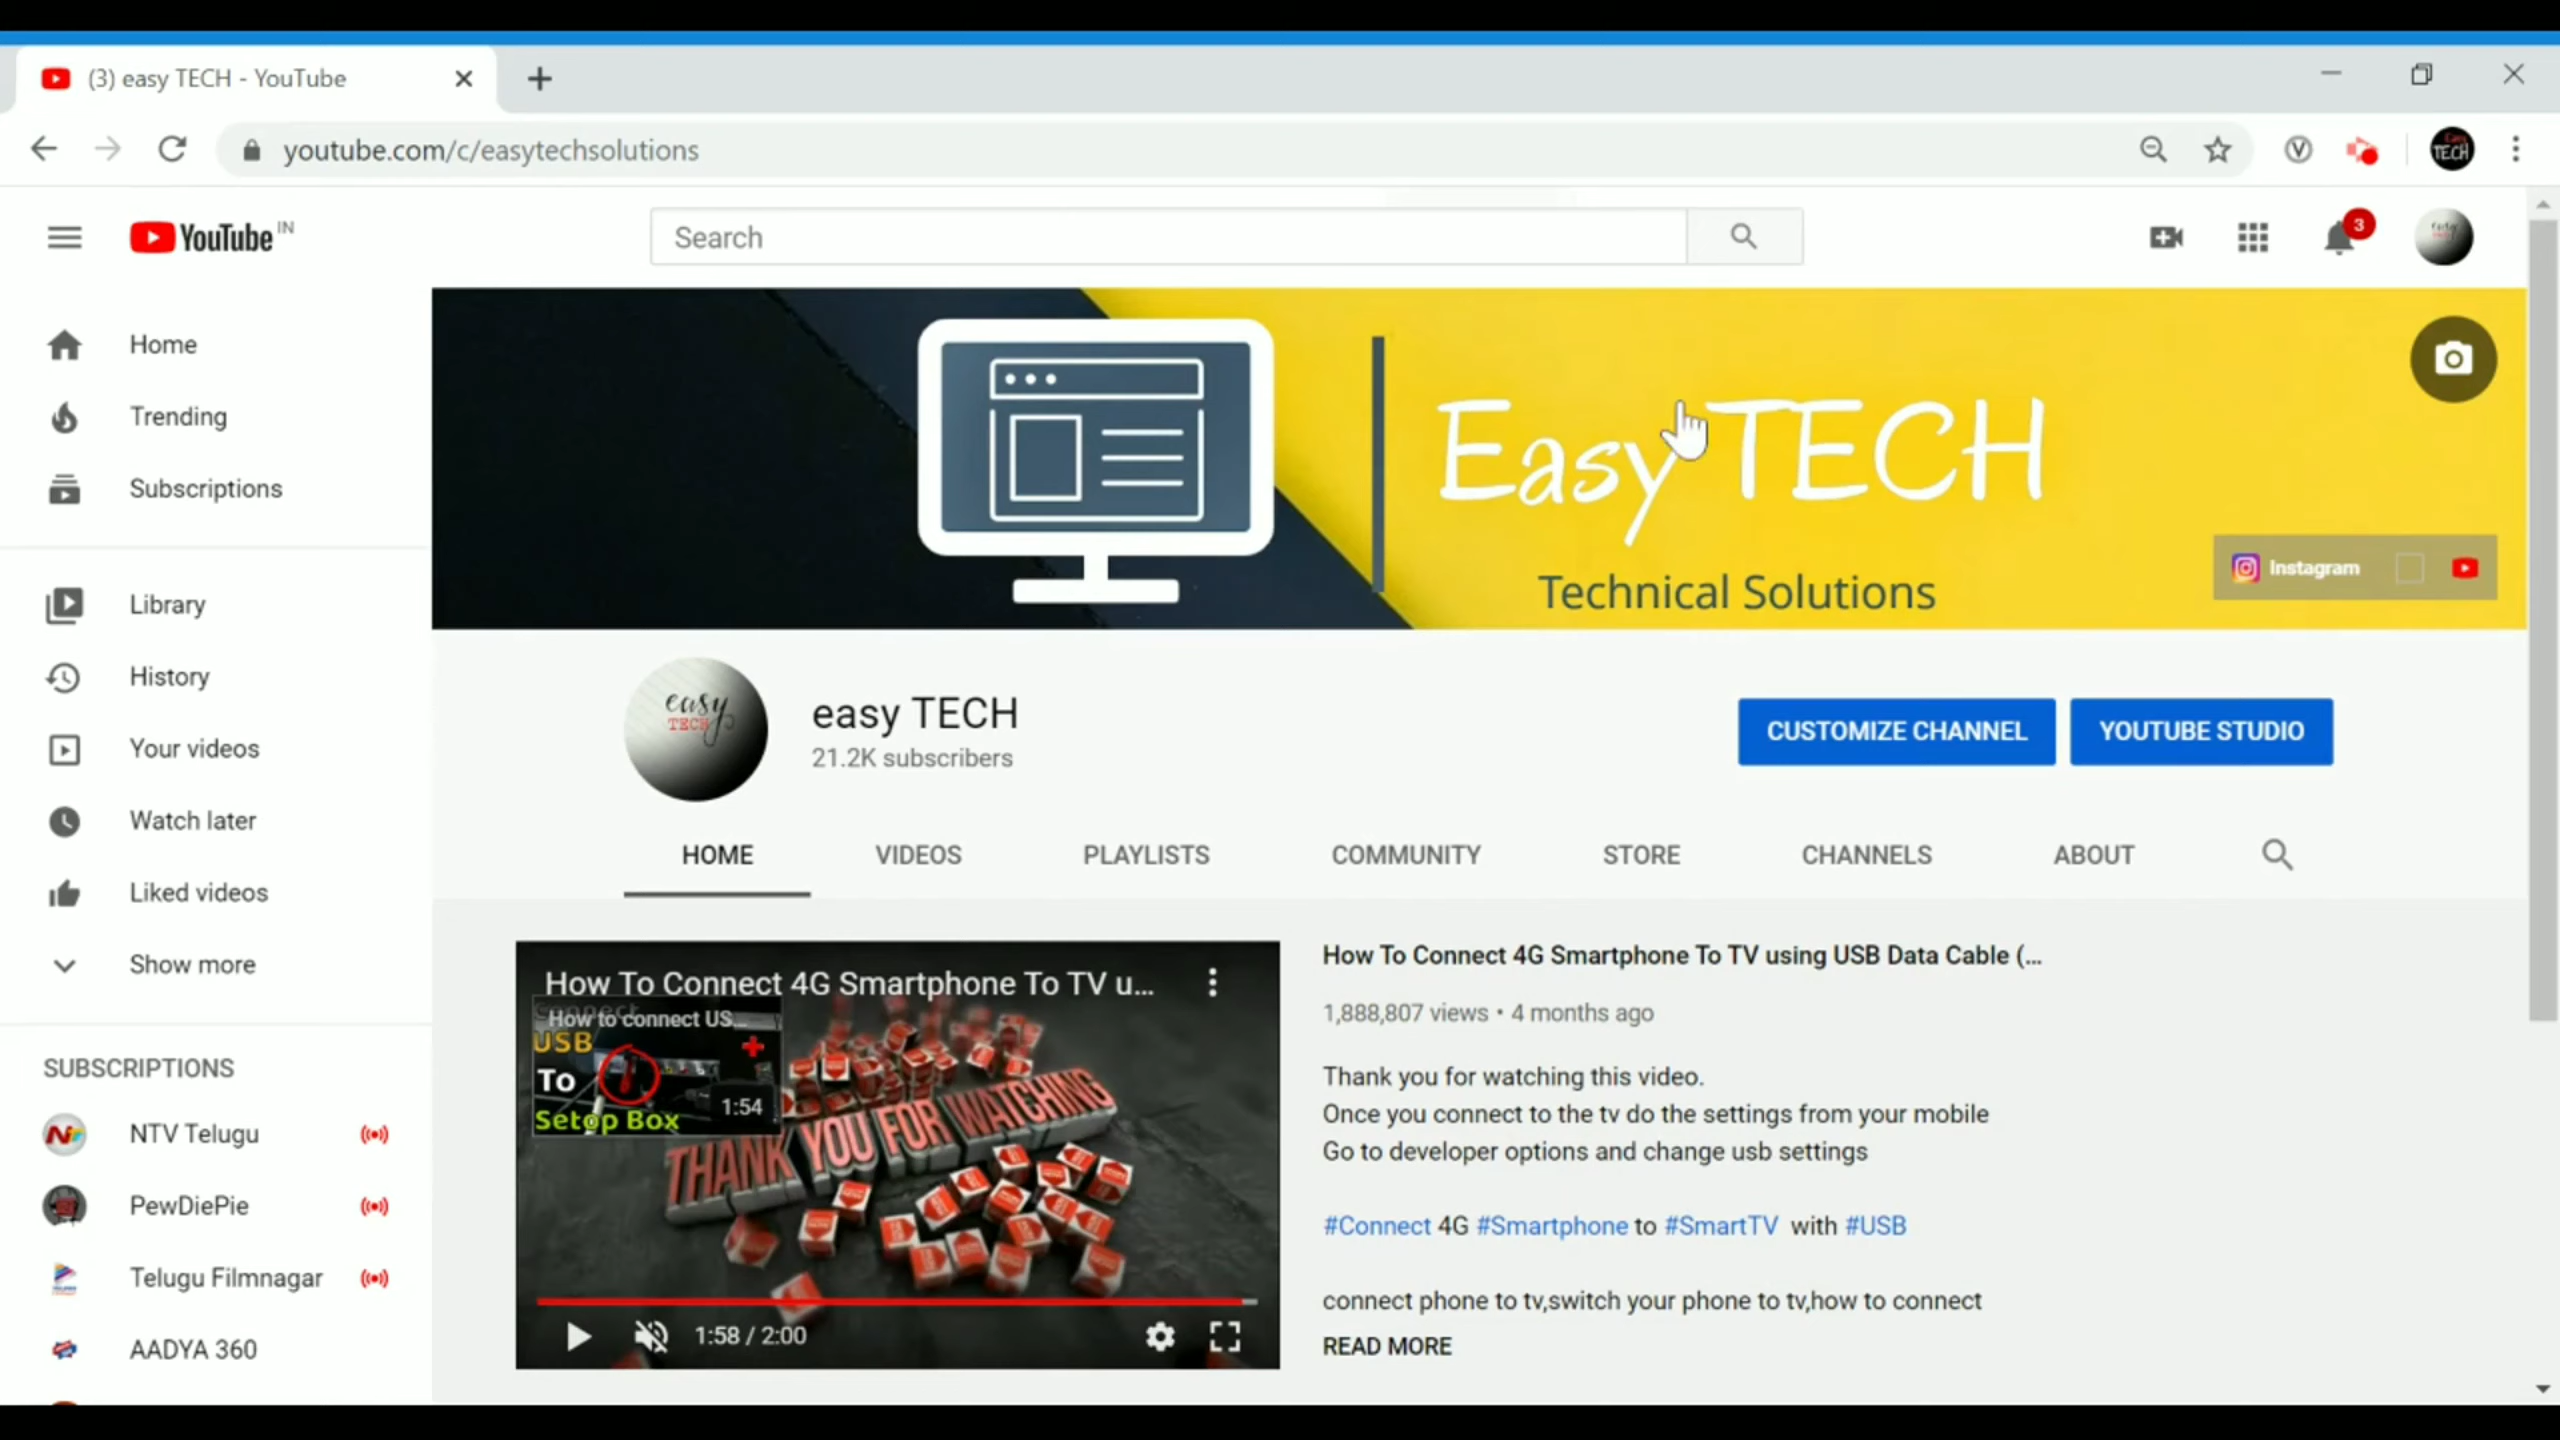 (3) easy TECH - YouTube
youtube.com/c/easytechsolutions
TECH
YouTube IN
Search
3
Home
Trending
Subscriptions
Library
History
Your videos
Watch later
Liked videos
Show more
SUBSCRIPTIONS
NTV Telugu
PewDiePie
Telugu Filmnagar
AADYA 360
Easy TECH
Technical Solutions
Instagram
easy
TECH
easy TECH
21.2K subscribers
CUSTOMIZE CHANNEL
YOUTUBE STUDIO
HOME
VIDEOS
PLAYLISTS
COMMUNITY
STORE
CHANNELS
ABOUT
How To Connect 4G Smartphone To TV u...
How to connect US...
Connect
USB
To
Setop Box
1:54
THANK YOU FOR WATCHING
1:58 / 2:00
How To Connect 4G Smartphone To TV using USB Data Cable (...
1,888,807 views • 4 months ago
Thank you for watching this video.
Once you connect to the tv do the settings from your mobile
Go to developer options and change usb settings
#Connect 4G #Smartphone to #SmartTV with #USB
connect phone to tv,switch your phone to tv,how to connect
READ MORE